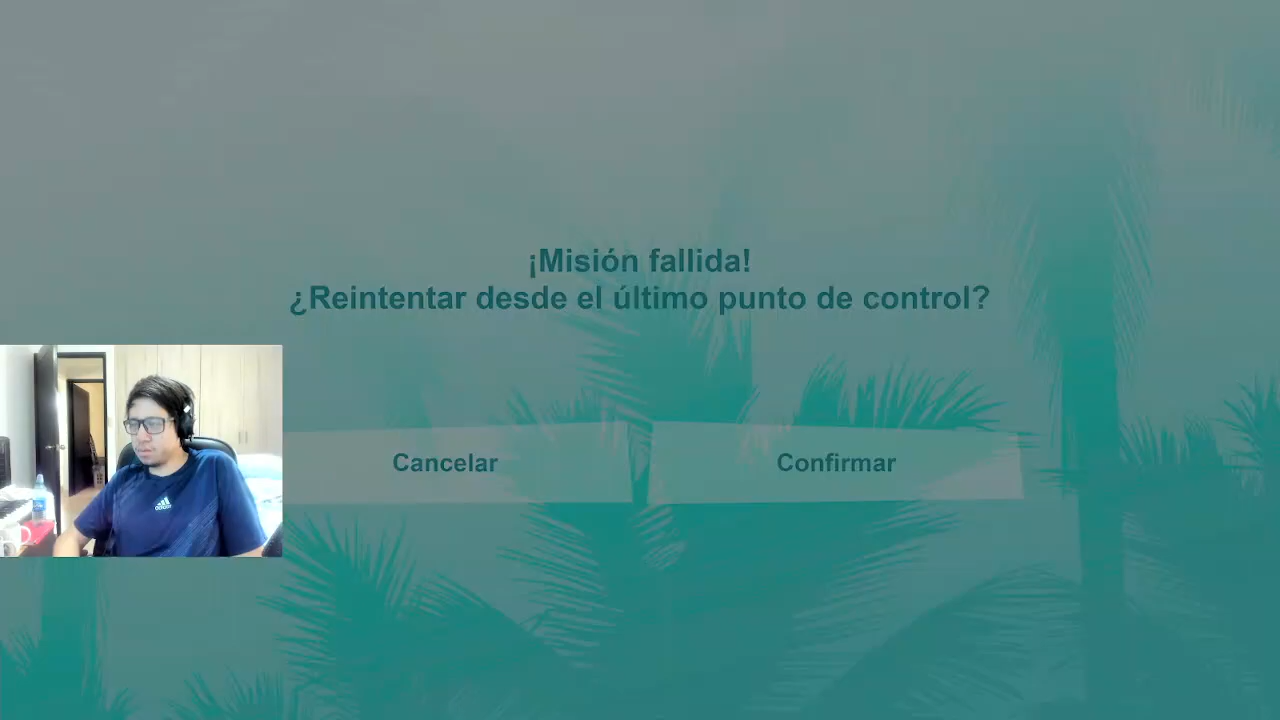 ¡Misión fallida!
¿Reintentar desde el último punto de control?
Cancelar
Confirmar